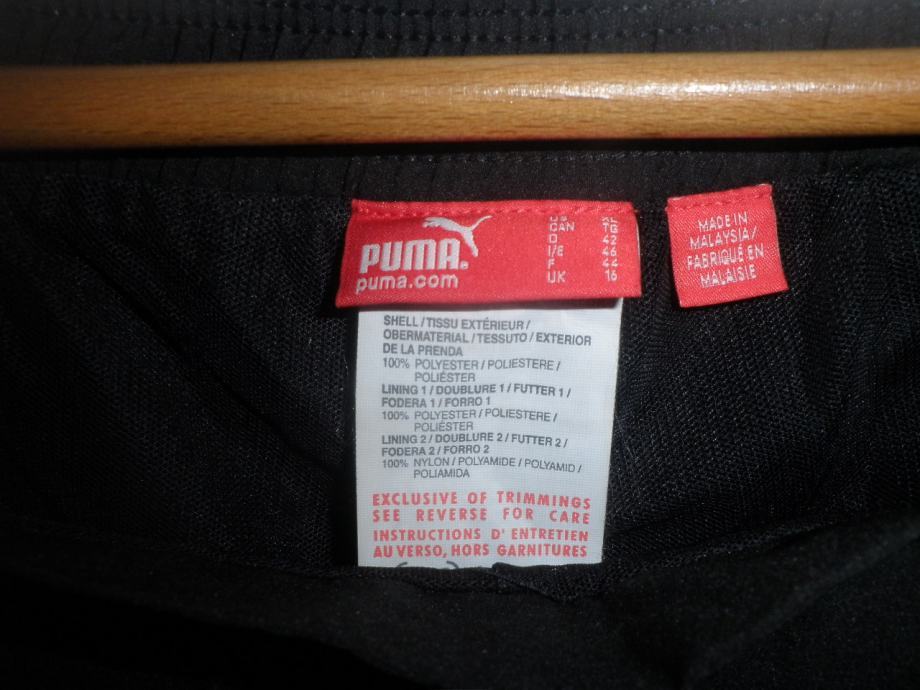 PUMA
puma.com
US XL
CAN TG
D 42
I/E 46
F 44
UK 16
MADE IN
MALAYSIA/
FABRIQUÉ EN
MALAISIE
SHELL / TISSU EXTÉRIEUR /
OBERMATERIAL / TESSUTO / EXTERIOR
DE LA PRENDA
100% POLYESTER / POLIESTERE /
POLIÉSTER
LINING 1 / DOUBLURE 1 / FUTTER 1 /
FODERA 1 / FORRO 1
100% POLYESTER / POLIESTERE /
POLIÉSTER
LINING 2 / DOUBLURE 2 / FUTTER 2 /
FODERA 2 / FORRO 2
100% NYLON / POLYAMIDE / POLYAMID /
POLIAMIDA
EXCLUSIVE OF TRIMMINGS
SEE REVERSE FOR CARE
INSTRUCTIONS D'ENTRETIEN
AU VERSO, HORS GARNITURES